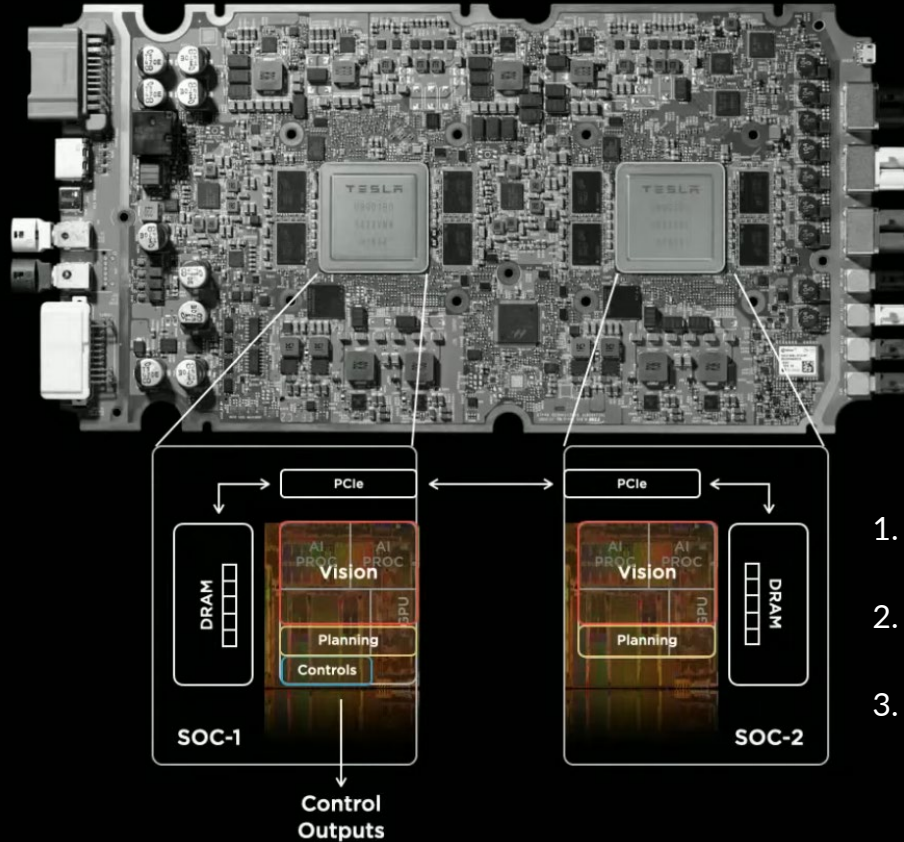 TESLA
TESLA
PCIe
PCIe
AI
PROC
AI
PROC
Vision
GPU
Planning
Controls
DRAM
SOC-1
AI
PROC
AI
PROC
Vision
GPU
Planning
DRAM
SOC-2
Control
Outputs
1.
2.
3.